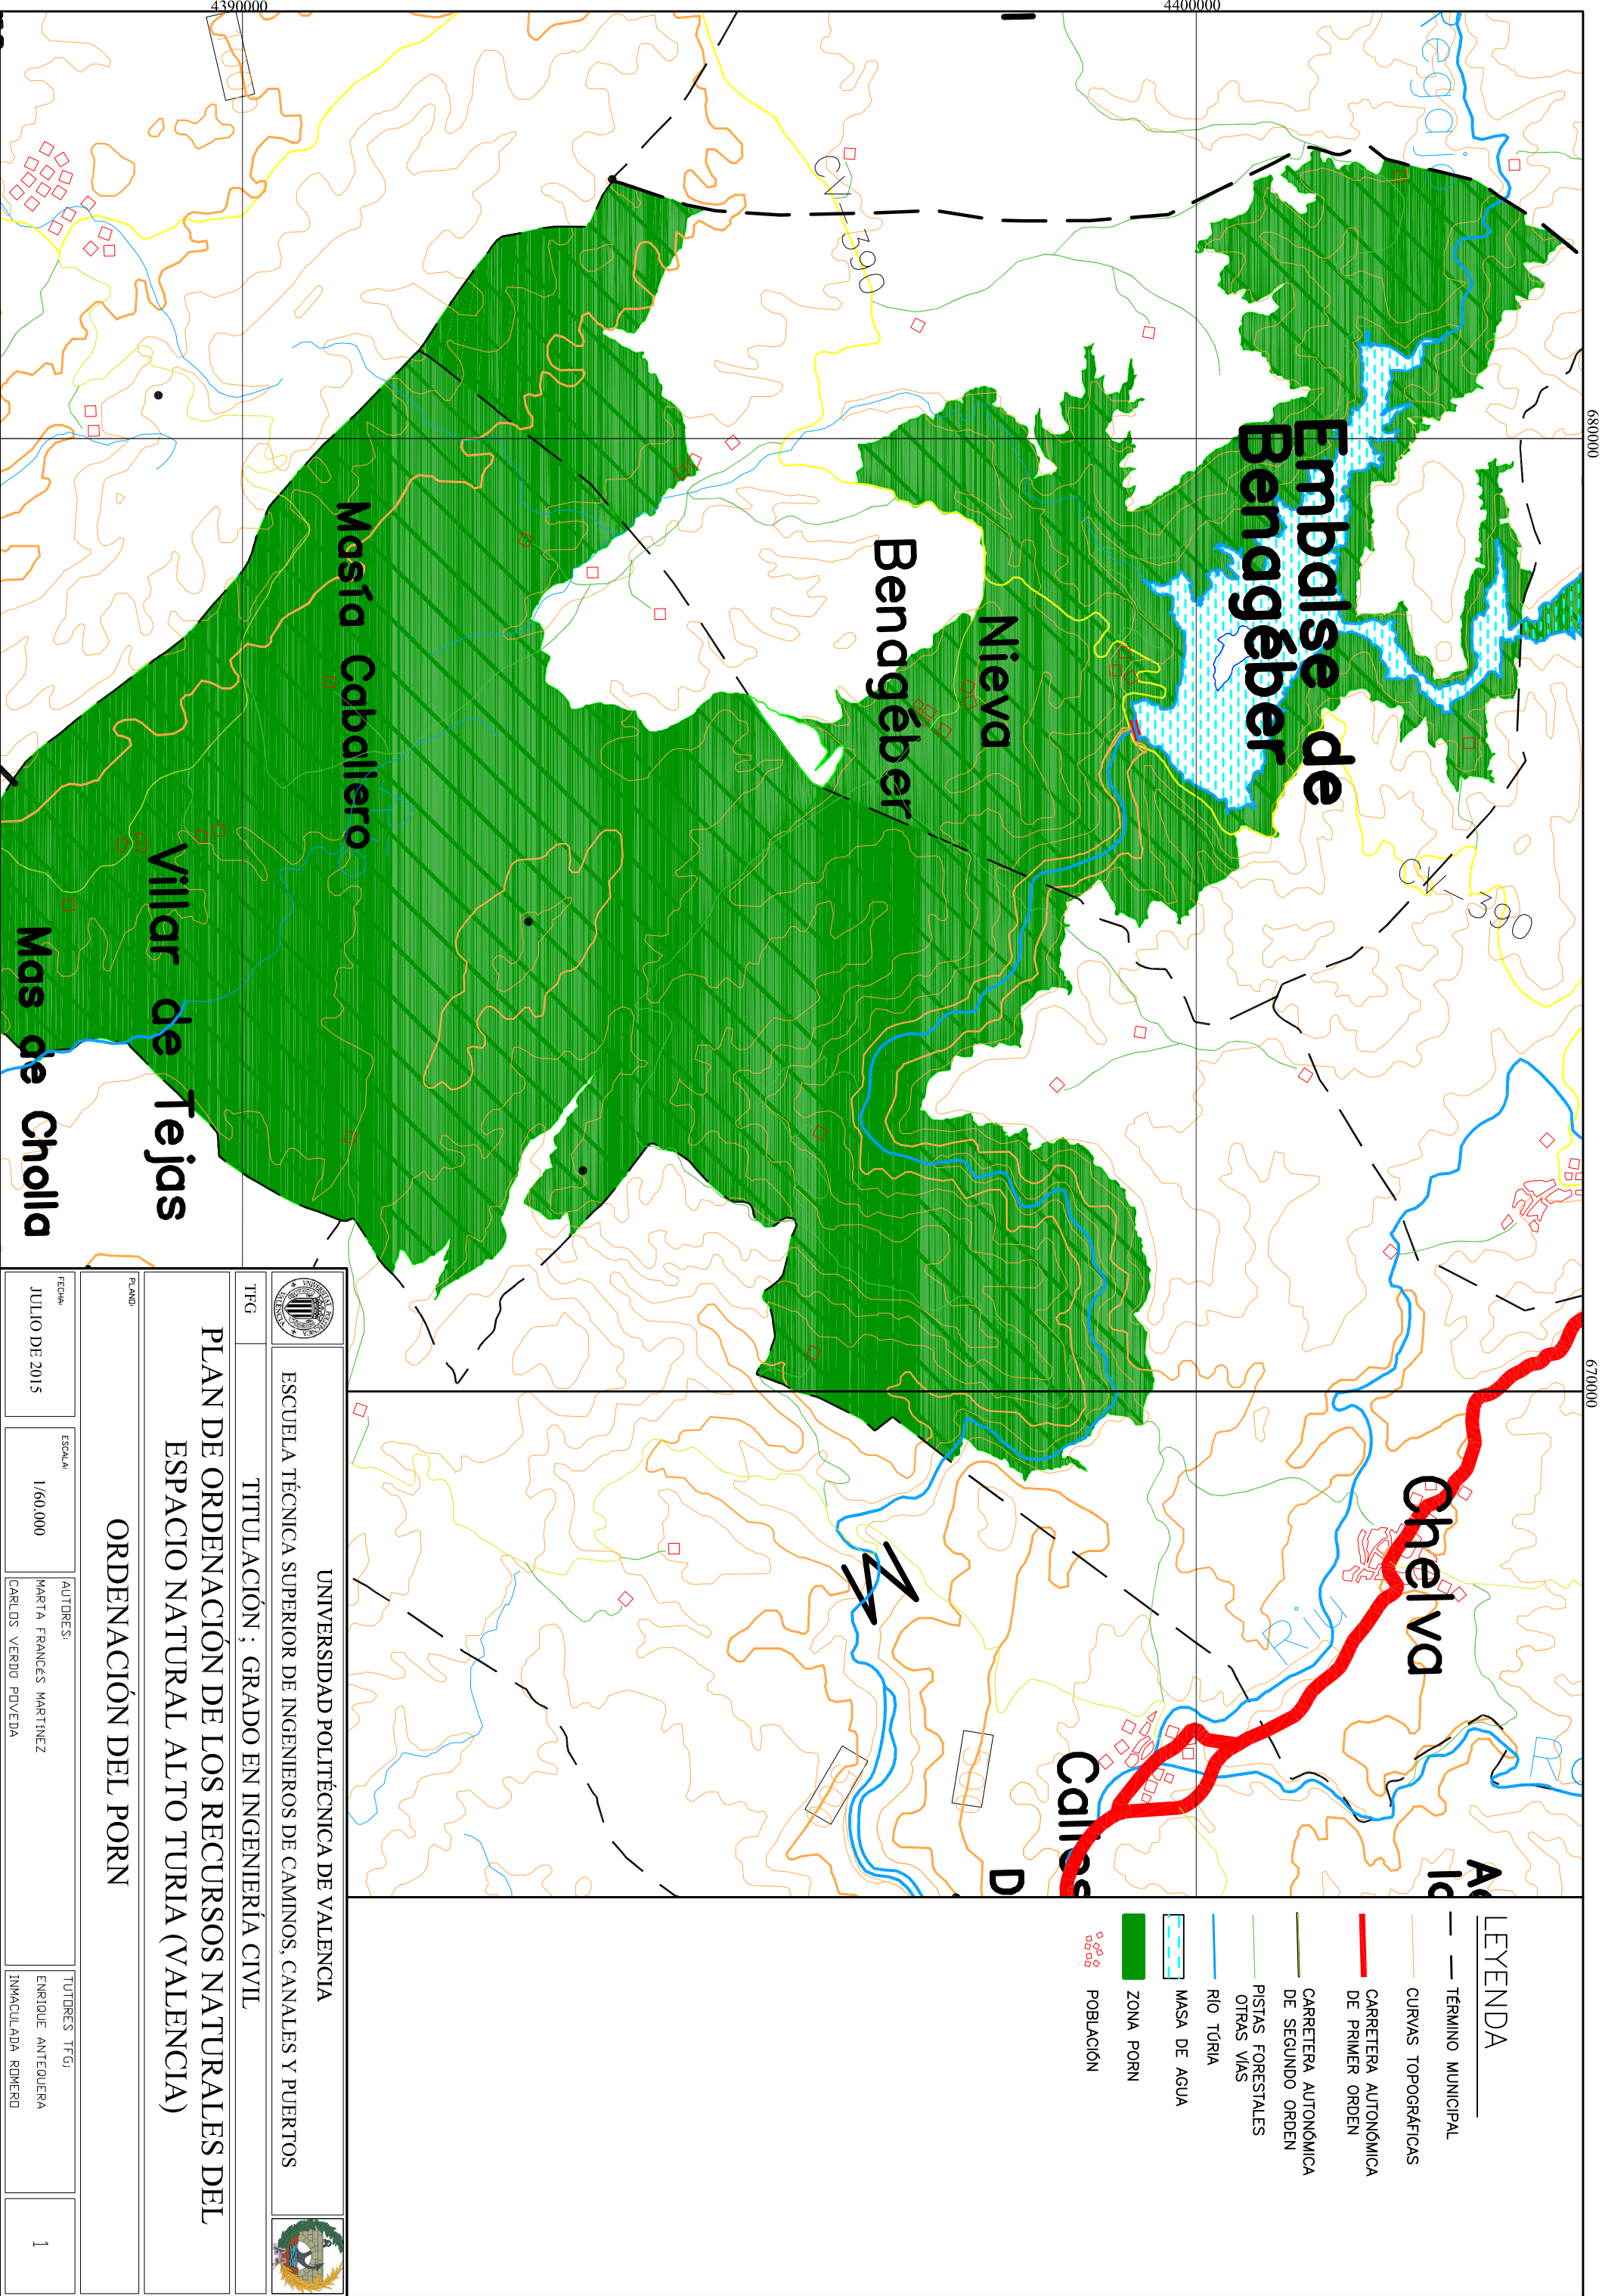 4390000
4400000
680000
670000
CV-390
CV-390
Embalse de
Benagéber
Nieva
Benagéber
Masía Caballero
Villar de Tejas
Mas de Cholla
Chelva
N
LEYENDA
TÉRMINO MUNICIPAL
CURVAS TOPOGRÁFICAS
CARRETERA AUTONÓMICA
DE PRIMER ORDEN
CARRETERA AUTONÓMICA
DE SEGUNDO ORDEN
PISTAS FORESTALES
OTRAS VÍAS
RÍO TÚRIA
MASA DE AGUA
ZONA PORN
POBLACIÓN
UNIVERSIDAD POLITÉCNICA DE VALENCIA
ESCUELA TÉCNICA SUPERIOR DE INGENIEROS DE CAMINOS, CANALES Y PUERTOS
TFG
TITULACIÓN ; GRADO EN INGENIERÍA CIVIL
PLAN DE ORDENACIÓN DE LOS RECURSOS NATURALES DEL
ESPACIO NATURAL ALTO TURIA (VALENCIA)
PLANO:
ORDENACIÓN DEL PORN
FECHA:
JULIO DE 2015
ESCALA:
1/60.000
AUTORES:
MARTA FRANCÉS MARTÍNEZ
CARLOS VERDÚ POVEDA
TUTORES TFG:
ENRIQUE ANTEQUERA
INMACULADA ROMERO
1